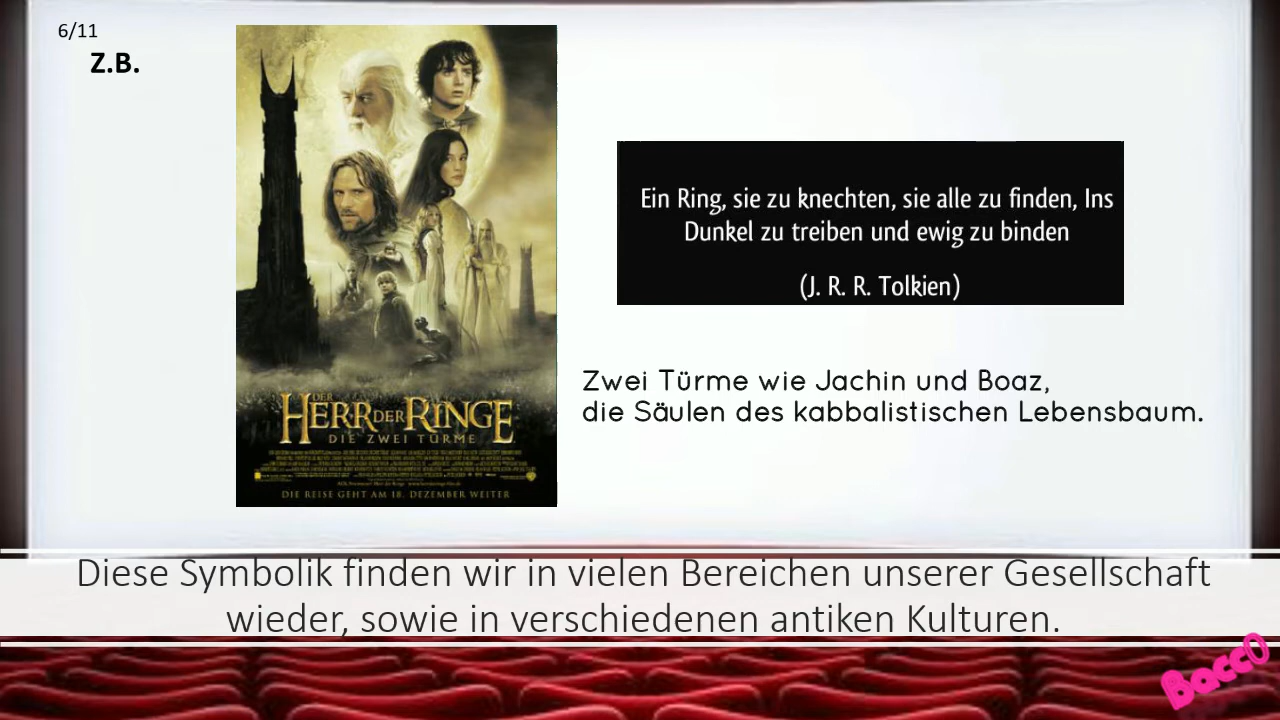 6/11
Z.B.
DER
HERR DER RINGE
DIE ZWEI TÜRME
DIE REISE GEHT AM 18. DEZEMBER WEITER
Ein Ring, sie zu knechten, sie alle zu finden, Ins
Dunkel zu treiben und ewig zu binden
(J. R. R. Tolkien)
Zwei Türme wie Jachin und Boaz,
die Säulen des kabbalistischen Lebensbaum.
Diese Symbolik finden wir in vielen Bereichen unserer Gesellschaft
wieder, sowie in verschiedenen antiken Kulturen.
BaccO